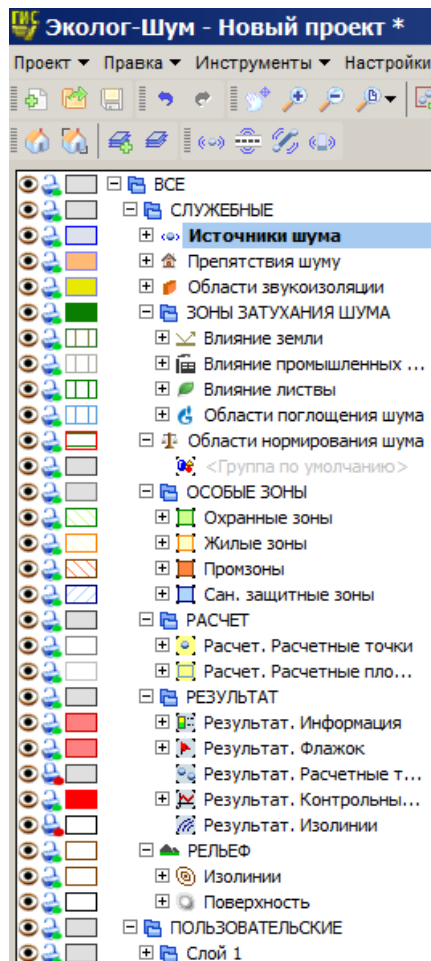 ГИС Эколог-Шум - Новый проект *
Проект Правка Инструменты Настройки
ВСЕ
СЛУЖЕБНЫЕ
Источники шума
Препятствия шуму
Области звукоизоляции
ЗОНЫ ЗАТУХАНИЯ ШУМА
Влияние земли
Влияние промышленных ...
Влияние листвы
Области поглощения шума
Области нормирования шума
<Группа по умолчанию>
ОСОБЫЕ ЗОНЫ
Охранные зоны
Жилые зоны
Промзоны
Сан. защитные зоны
РАСЧЕТ
Расчет. Расчетные точки
Расчет. Расчетные пло...
РЕЗУЛЬТАТ
Результат. Информация
Результат. Флажок
Результат. Расчетные т...
Результат. Контрольны...
Результат. Изолинии
РЕЛЬЕФ
Изолинии
Поверхность
ПОЛЬЗОВАТЕЛЬСКИЕ
Слой 1